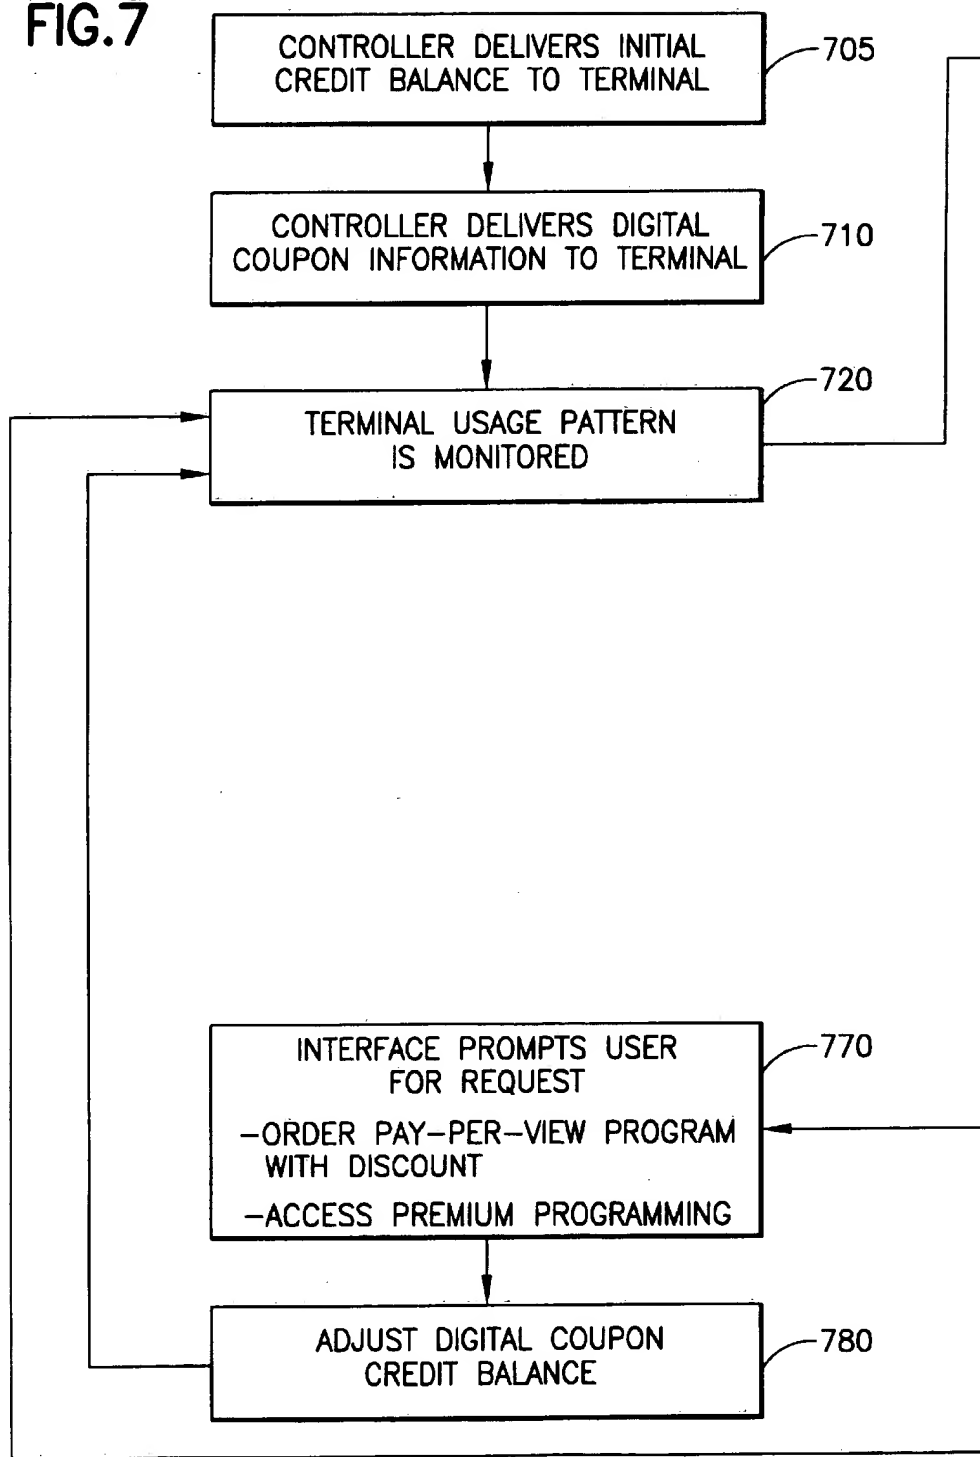 FIG.7
CONTROLLER DELIVERS INITIAL
CREDIT BALANCE TO TERMINAL
705
CONTROLLER DELIVERS DIGITAL
COUPON INFORMATION TO TERMINAL
710
TERMINAL USAGE PATTERN
IS MONITORED
720
INTERFACE PROMPTS USER
FOR REQUEST
-ORDER PAY-PER-VIEW PROGRAM
WITH DISCOUNT
-ACCESS PREMIUM PROGRAMMING
770
ADJUST DIGITAL COUPON
CREDIT BALANCE
780